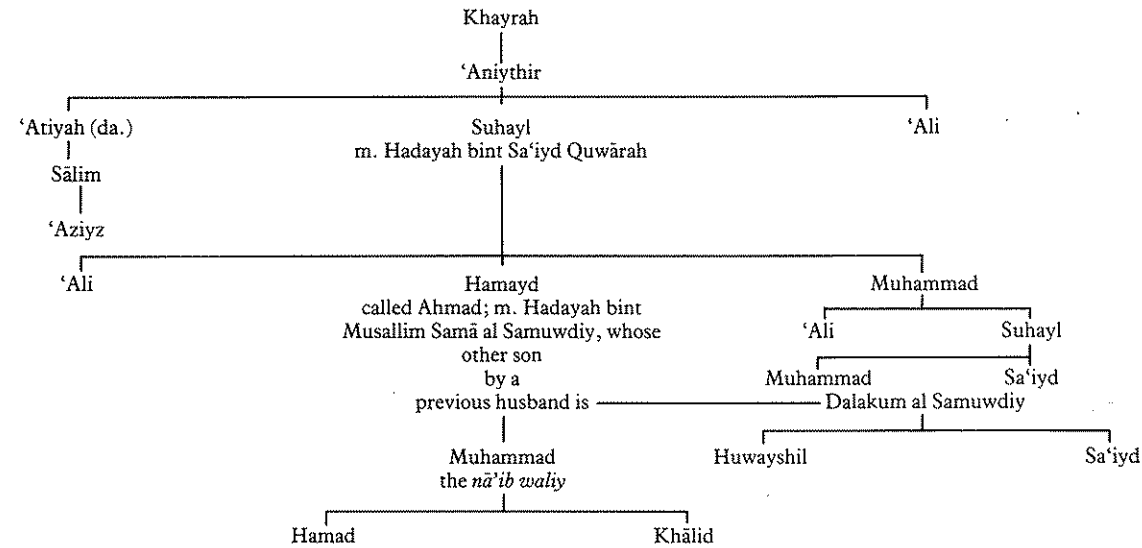 Khayrah
‘Aniythir
‘Atiyah (da.) Suhayl ‘Ali
m. Hadayah bint Sa‘iyd Quwārah
Sālim
‘Aziyz
‘Ali Hamayd Muhammad
called Ahmad; m. Hadayah bint
Musallim Samā al Samuwdiy, whose ‘Ali Suhayl
other son
by a Muhammad Sa‘iyd
previous husband is Dalakum al Samuwdiy
Muhammad Huwayshil Sa‘iyd
the nā’ib waliy
Hamad Khālid